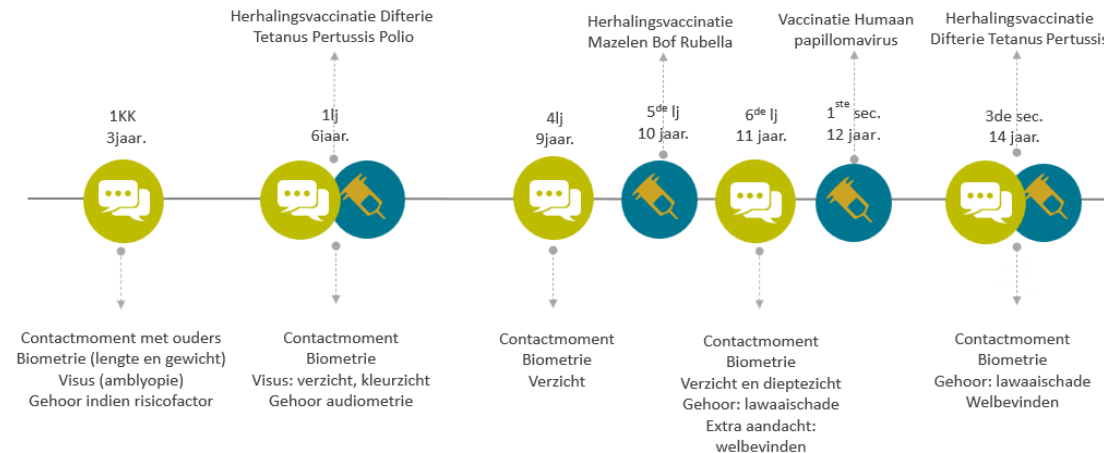 Herhalingsvaccinatie Difterie
Tetanus Pertussis Polio
Herhalingsvaccinatie
Mazelen Bof Rubella
Vaccinatie Humaan
papillomavirus
Herhalingsvaccinatie
Difterie Tetanus Pertussis
1KK
3jaar.
1lj
6jaar.
4lj
9jaar.
5de lj
10 jaar.
6de lj
11 jaar.
1ste sec.
12 jaar.
3de sec.
14 jaar.
Contactmoment met ouders
Biometrie (lengte en gewicht)
Visus (amblyopie)
Gehoor indien risicofactor
Contactmoment
Biometrie
Visus: verzicht, kleurzicht
Gehoor audiometrie
Contactmoment
Biometrie
Verzicht
Contactmoment
Biometrie
Verzicht en dieptezicht
Gehoor: lawaaischade
Extra aandacht:
welbevinden
Contactmoment
Biometrie
Gehoor: lawaaischade
Welbevinden